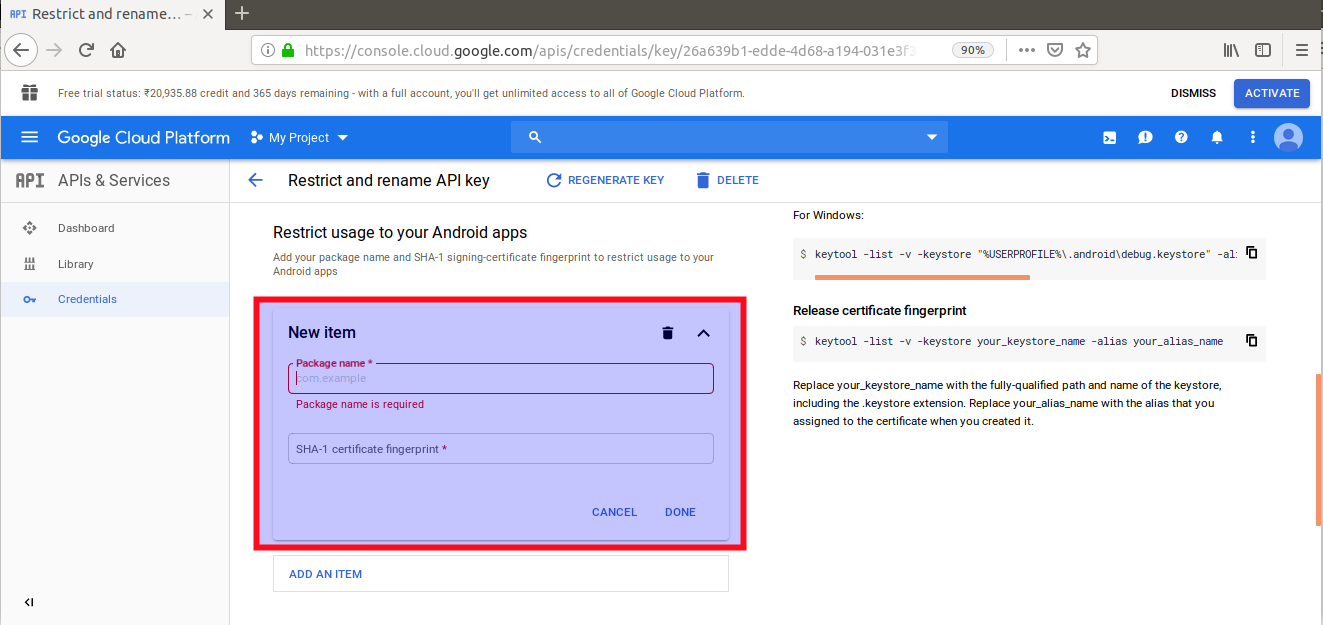 API Restrict and rename…
https://console.cloud.google.com/apis/credentials/key/26a639b1-edde-4d68-a194-031e3f3
90%
Free trial status: ₹20,935.88 credit and 365 days remaining - with a full account, you'll get unlimited access to all of Google Cloud Platform.
DISMISS
ACTIVATE
Google Cloud Platform
My Project
API APIs & Services
Restrict and rename API key
REGENERATE KEY
DELETE
Dashboard
Library
Credentials
Restrict usage to your Android apps
Add your package name and SHA-1 signing-certificate fingerprint to restrict usage to your
Android apps
New item
Package name *
com.example
Package name is required
SHA-1 certificate fingerprint *
CANCEL
DONE
ADD AN ITEM
For Windows:
$ keytool -list -v -keystore "%USERPROFILE%\.android\debug.keystore" -al
Release certificate fingerprint
$ keytool -list -v -keystore your_keystore_name -alias your_alias_name
Replace your_keystore_name with the fully-qualified path and name of the keystore,
including the .keystore extension. Replace your_alias_name with the alias that you
assigned to the certificate when you created it.